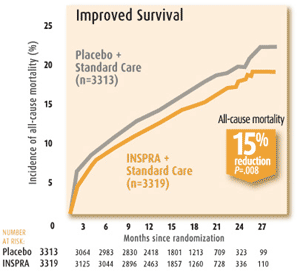 Improved Survival
Incidence of all-cause mortality (%)
25
20
15
10
5
0
Placebo +
Standard Care
(n=3313)
INSPRA +
Standard Care
(n=3319)
All-cause mortality
15%
reduction
P=.008
3 6 9 12 15 18 21 24 27
Months since randomization
NUMBER
AT RISK:
Placebo 3313 3064 2983 2830 2418 1801 1213 709 323 99
INSPRA 3319 3125 3044 2896 2463 1857 1260 728 336 110